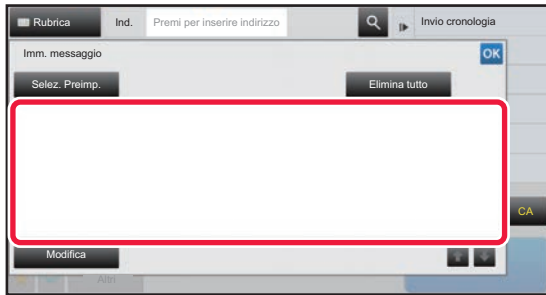 Rubrica Ind. Premi per inserire indirizzo Invio cronologia
Imm. messaggio OK
Selez. Preimp. Elimina tutto
CA
Modifica
Altri